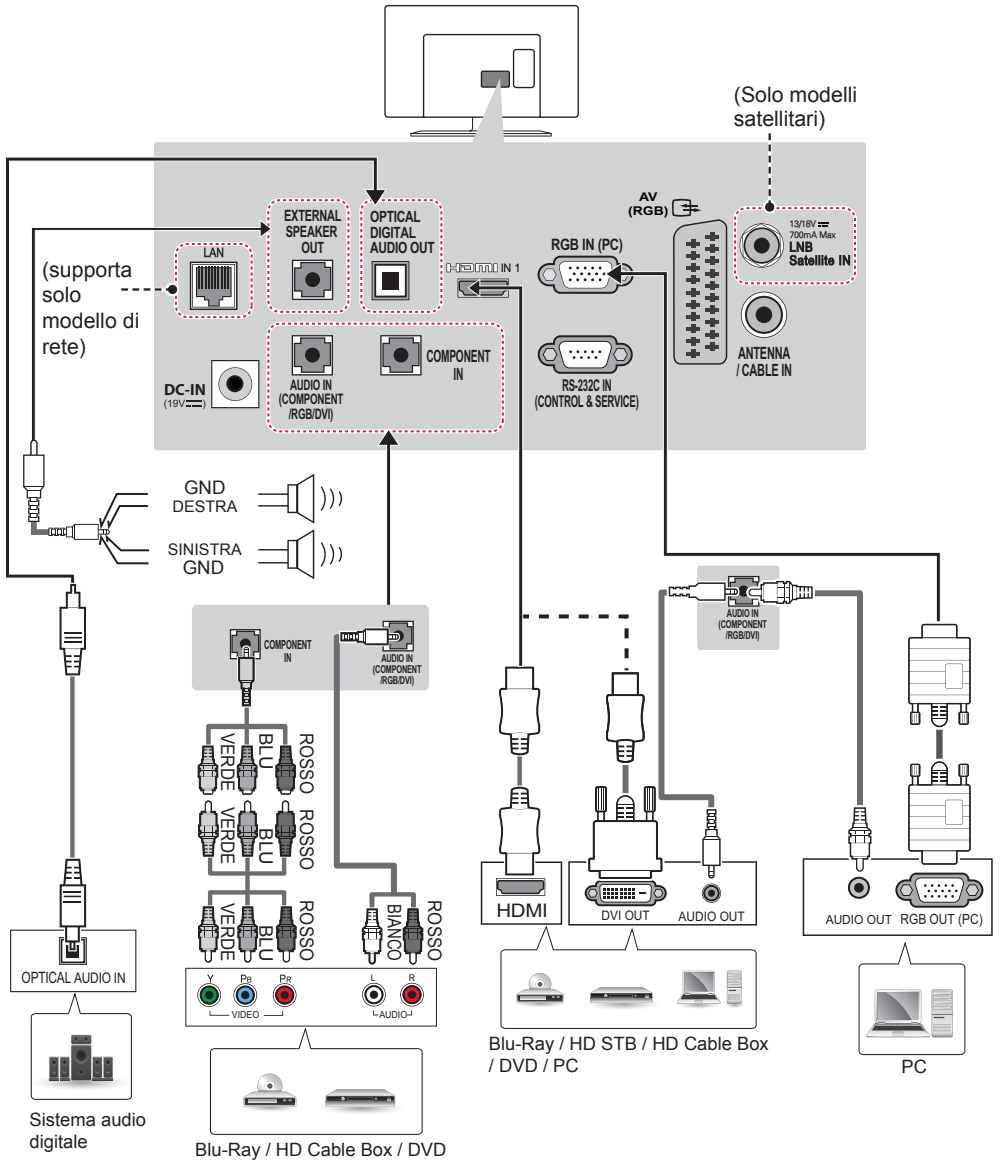 (Solo modelli
satellitari)
AV
(RGB)
13/18V
700mA Max
LNB
Satellite IN
EXTERNAL
SPEAKER
OUT
OPTICAL
DIGITAL
AUDIO OUT
LAN
HDMI IN 1
RGB IN (PC)
(supporta
solo
modello di
rete)
ANTENNA
/ CABLE IN
DC-IN
(19V)
AUDIO IN
(COMPONENT
/RGB/DVI)
COMPONENT
IN
RS-232C IN
(CONTROL & SERVICE)
GND
DESTRA
SINISTRA
GND
COMPONENT
IN
AUDIO IN
(COMPONENT
/RGB/DVI)
AUDIO IN
(COMPONENT
/RGB/DVI)
VERDE
BLU
ROSSO
VERDE
BLU
ROSSO
VERDE
BLU
ROSSO
BIANCO
ROSSO
HDMI
DVI OUT
AUDIO OUT
AUDIO OUT
RGB OUT (PC)
OPTICAL AUDIO IN
Y PB PR
VIDEO
L R
AUDIO
Blu-Ray / HD STB / HD Cable Box
/ DVD / PC
PC
Sistema audio
digitale
Blu-Ray / HD Cable Box / DVD